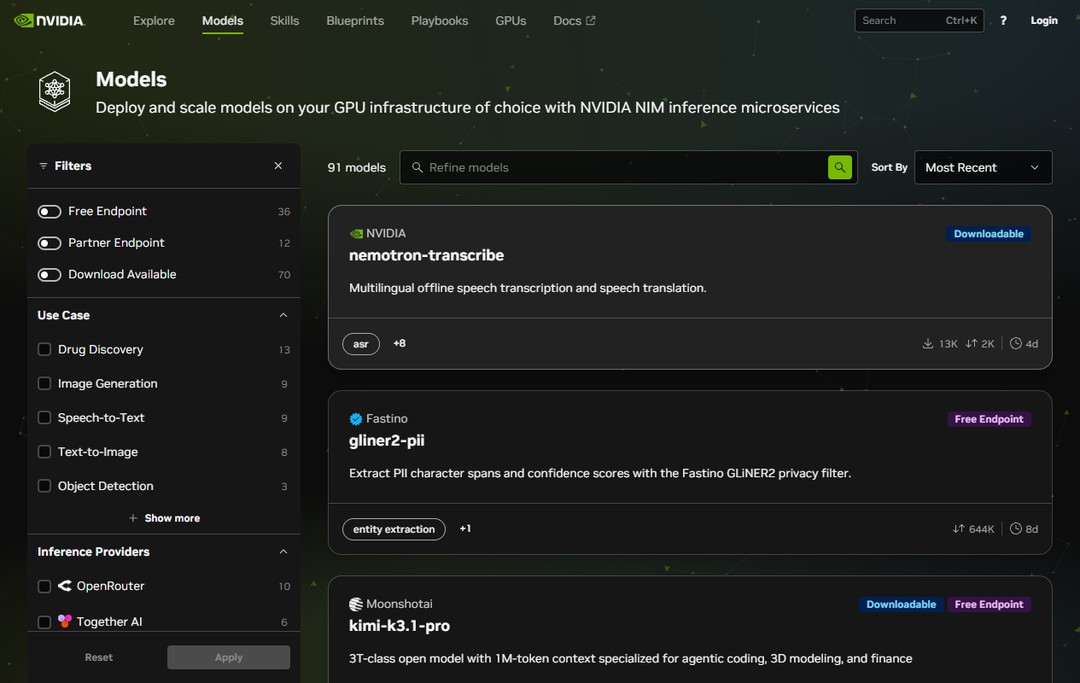 NVIDIA. Explore Models Skills Blueprints Playbooks GPUs Docs Search Ctrl+K ? Login
Models
Deploy and scale models on your GPU infrastructure of choice with NVIDIA NIM inference microservices
Filters
Free Endpoint 36
Partner Endpoint 12
Download Available 70
Use Case
Drug Discovery 13
Image Generation 9
Speech-to-Text 9
Text-to-Image 8
Object Detection 3
Show more
Inference Providers
OpenRouter 10
Together AI 6
Reset Apply
91 models Refine models Sort By Most Recent
NVIDIA Downloadable
nemotron-transcribe
Multilingual offline speech transcription and speech translation.
asr +8 13K 2K 4d
Fastino Free Endpoint
gliner2-pii
Extract PII character spans and confidence scores with the Fastino GLiNER2 privacy filter.
entity extraction +1 644K 8d
Moonshotai Downloadable Free Endpoint
kimi-k3.1-pro
3T-class open model with 1M-token context specialized for agentic coding, 3D modeling, and finance